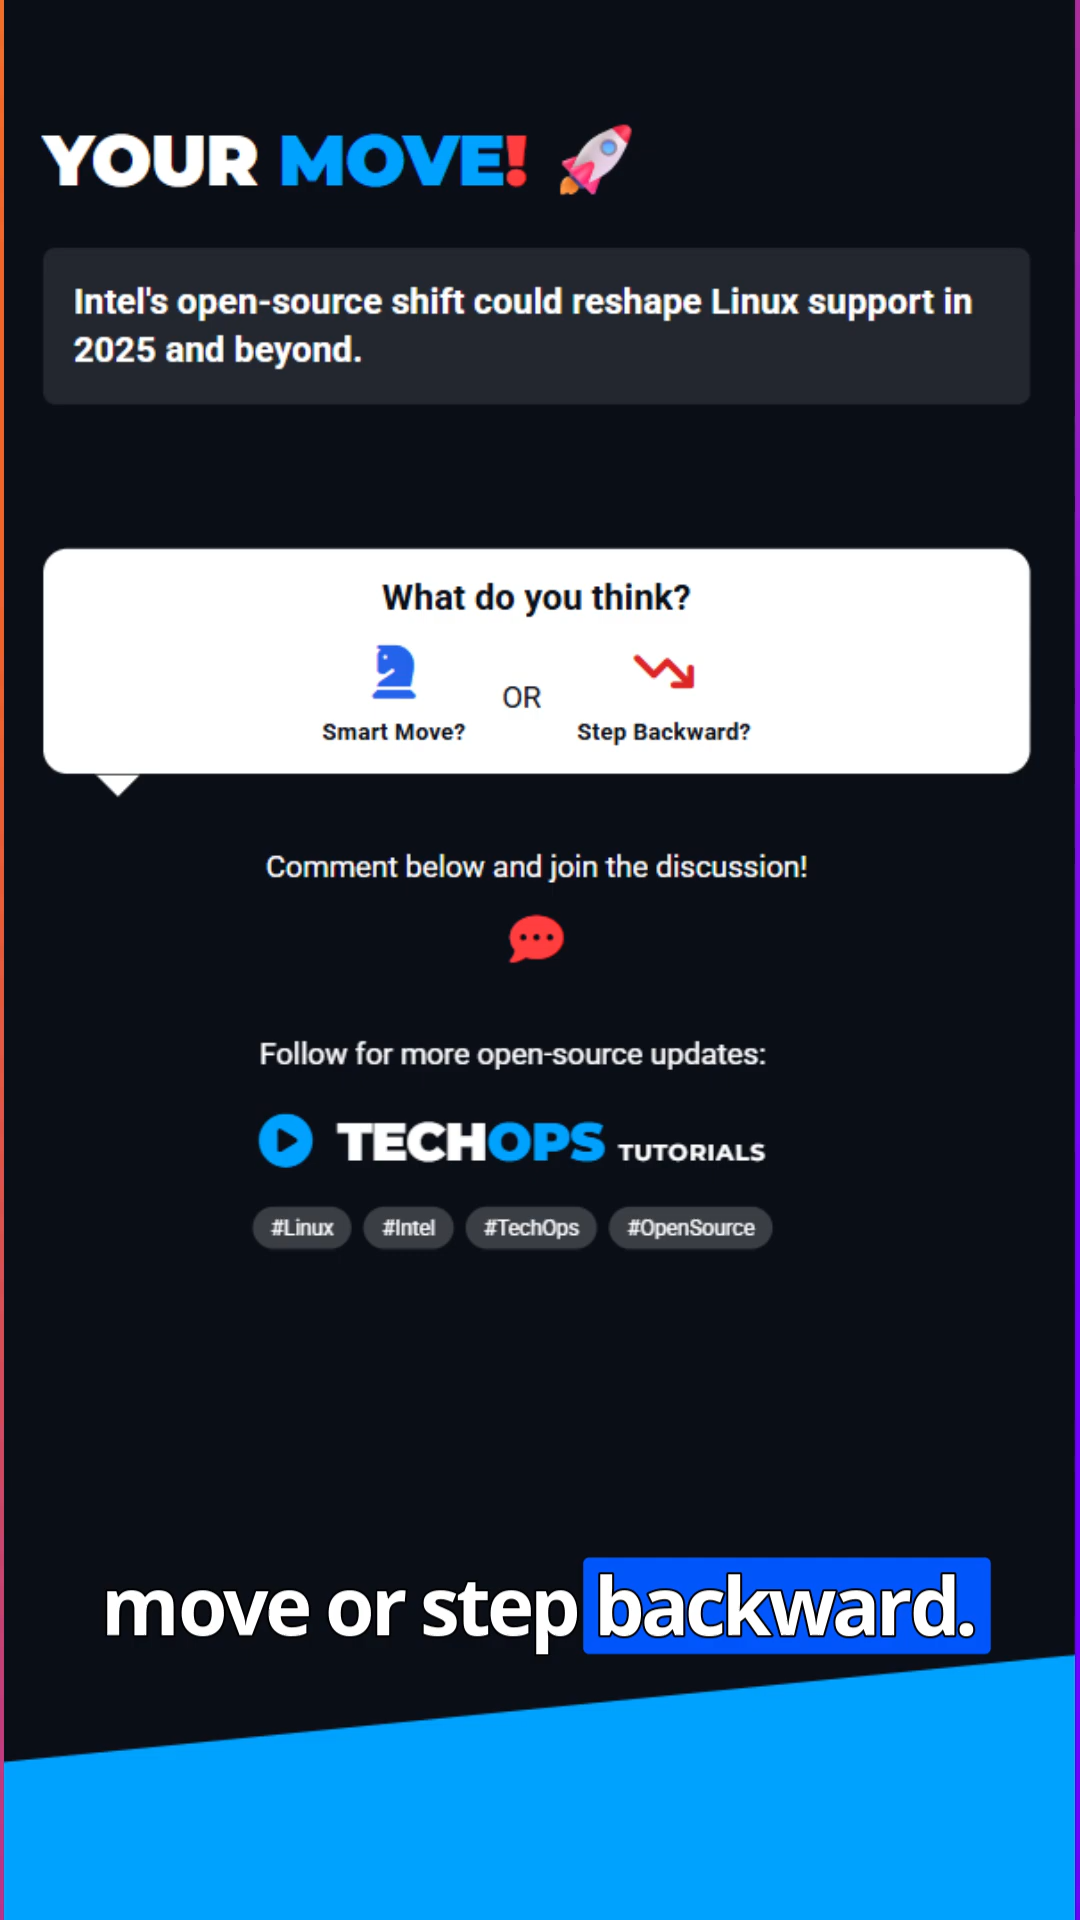 YOUR MOVE! 🚀
Intel's open-source shift could reshape Linux support in
2025 and beyond.
What do you think?
OR
Smart Move? Step Backward?
Comment below and join the discussion!
Follow for more open-source updates:
TECHOPS TUTORIALS
#Linux #Intel #TechOps #OpenSource
move or step backward.